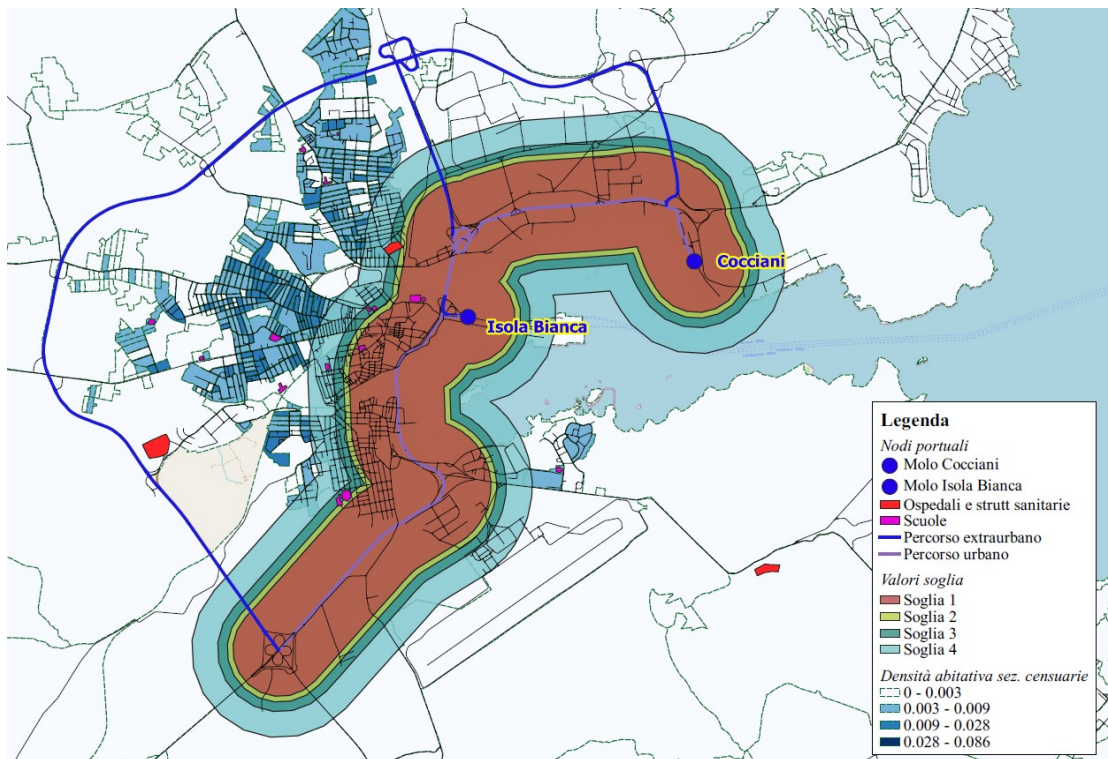 Cocciani
Isola Bianca
Legenda
Nodi portuali
Molo Cocciani
Molo Isola Bianca
Ospedali e strutt sanitarie
Scuole
Percorso extraurbano
Percorso urbano
Valori soglia
Soglia 1
Soglia 2
Soglia 3
Soglia 4
Densità abitativa sez. censuarie
0 - 0.003
0.003 - 0.009
0.009 - 0.028
0.028 - 0.086